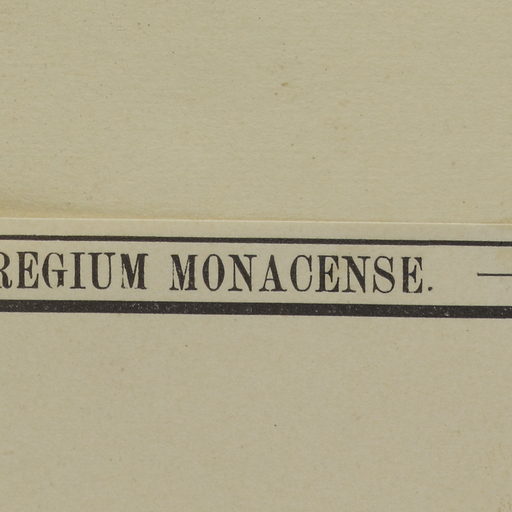 REGIUM MONACENSE. —